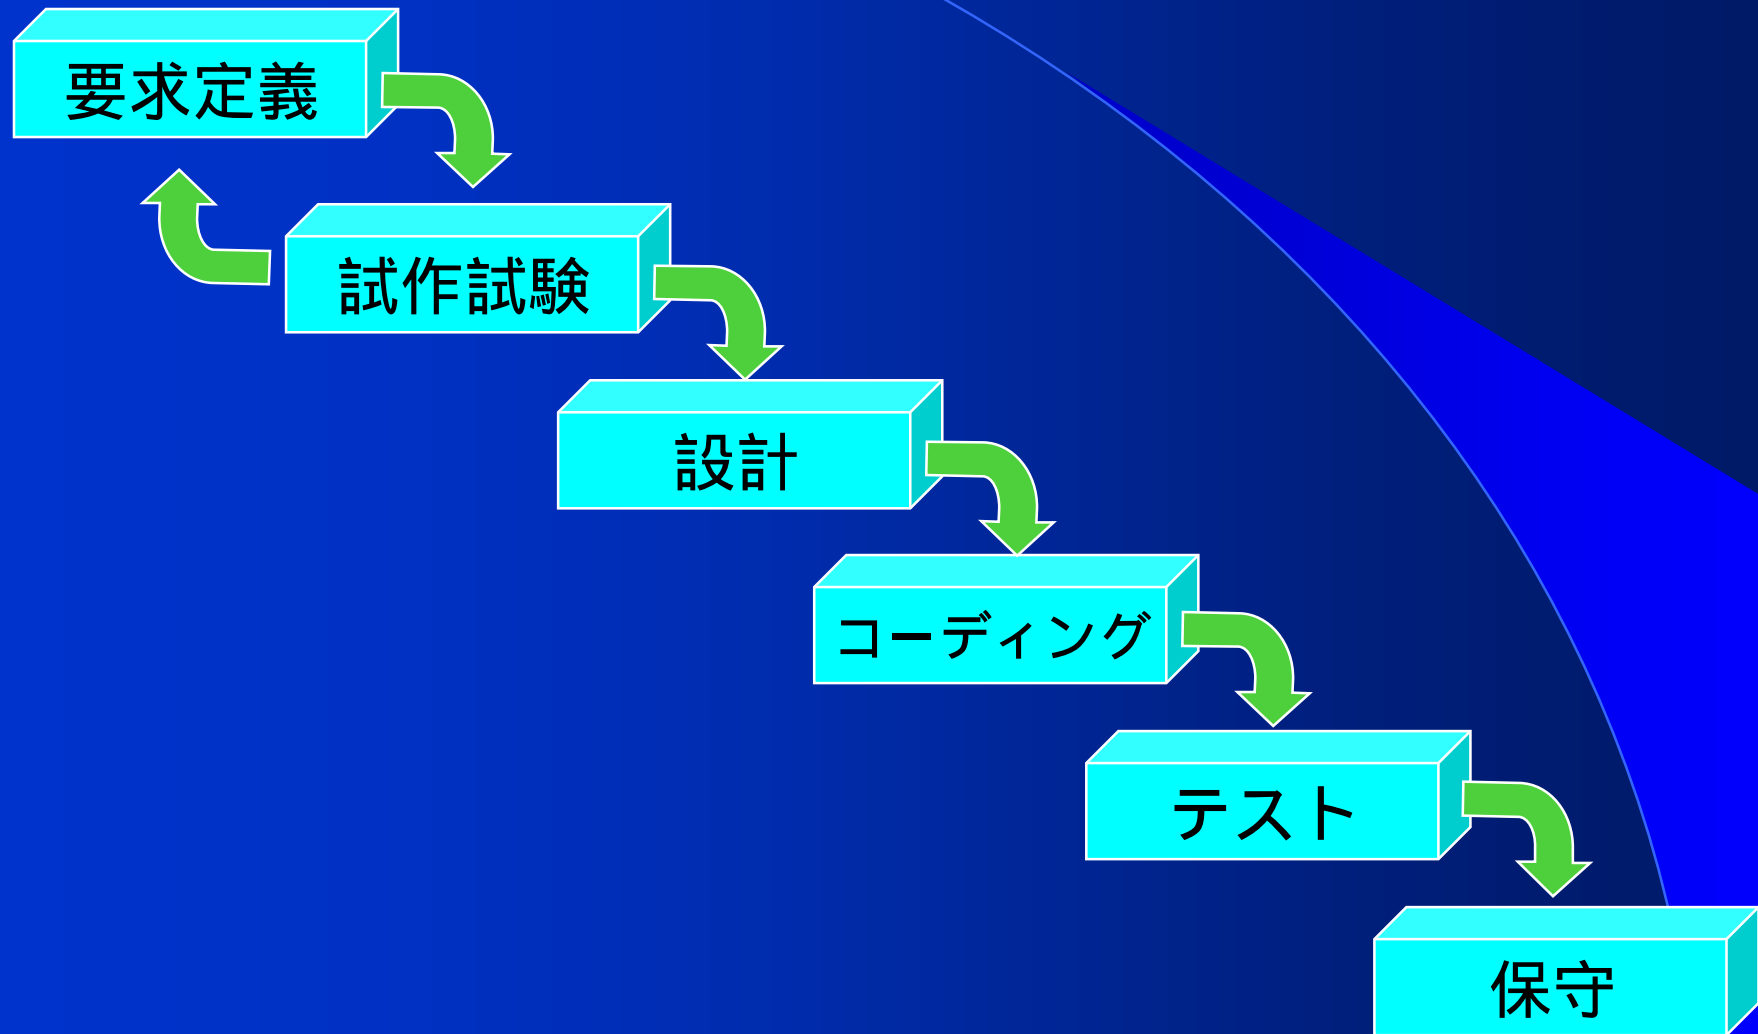 要求定義
試作試験
設計
コーディング
テスト
保守